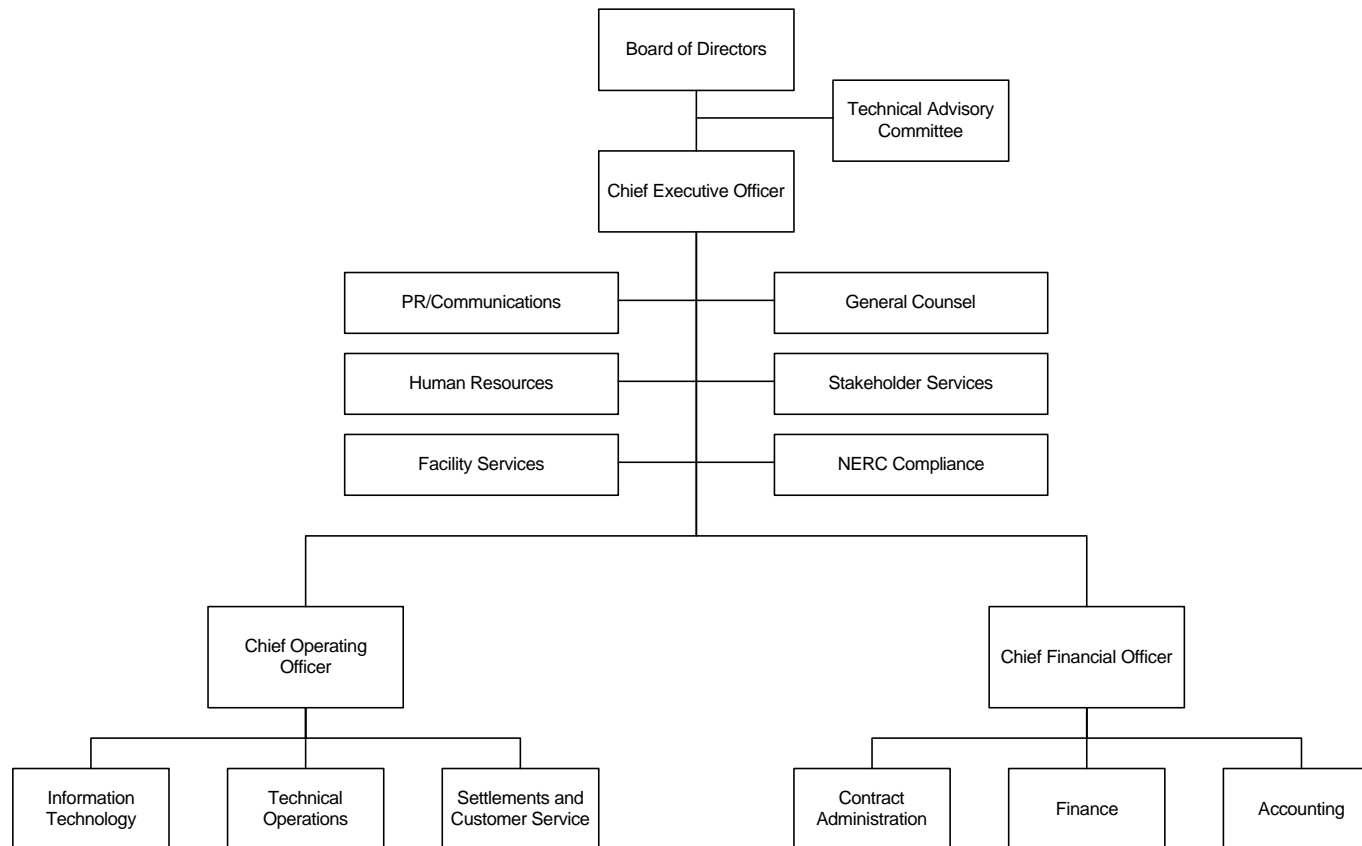 Board of Directors
Technical Advisory
Committee
Chief Executive Officer
PR/Communications
General Counsel
Human Resources
Stakeholder Services
Facility Services
NERC Compliance
Chief Operating
Officer
Chief Financial Officer
Information
Technology
Technical
Operations
Settlements and
Customer Service
Contract
Administration
Finance
Accounting